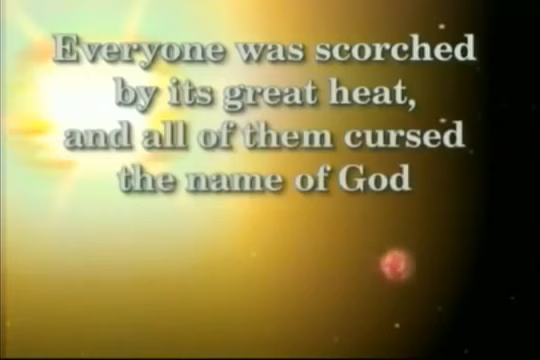 Everyone was scorched
by its great heat,
and all of them cursed
the name of God